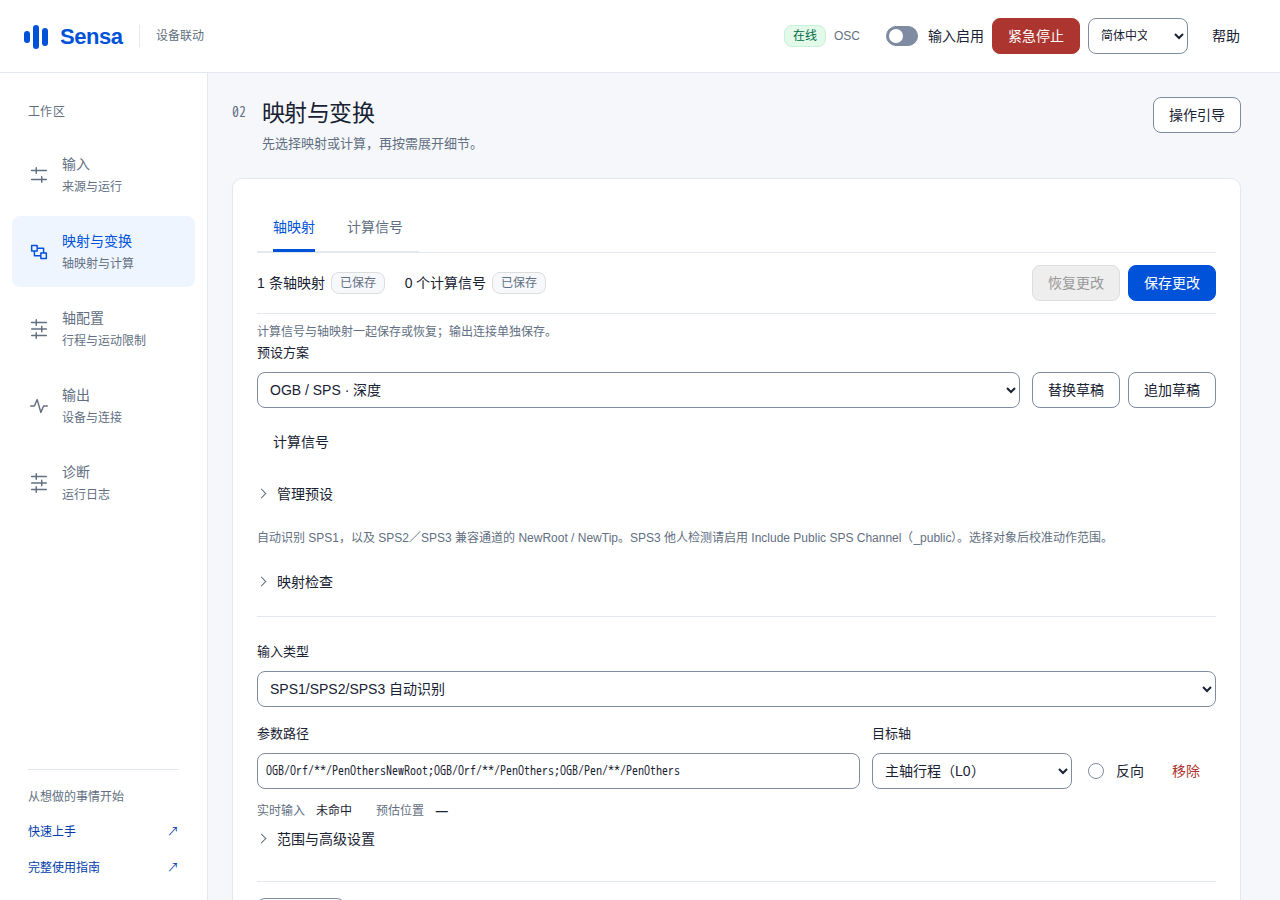 Sensa
设备联动
在线 OSC
输入启用
紧急停止
简体中文
帮助
工作区
输入
来源与运行
映射与变换
轴映射与计算
轴配置
行程与运动限制
输出
设备与连接
诊断
运行日志
从想做的事情开始
快速上手 ↗
完整使用指南 ↗
02 映射与变换
先选择映射或计算，再按需展开细节。
操作引导
轴映射 计算信号
1 条轴映射 已保存 0 个计算信号 已保存
恢复更改 保存更改
计算信号与轴映射一起保存或恢复；输出连接单独保存。
预设方案
OGB / SPS · 深度
替换草稿 追加草稿
计算信号
管理预设
自动识别 SPS1，以及 SPS2／SPS3 兼容通道的 NewRoot / NewTip。SPS3 他人检测请启用 Include Public SPS Channel（_public）。选择对象后校准动作范围。
映射检查
输入类型
SPS1/SPS2/SPS3 自动识别
参数路径 目标轴
OGB/Orf/**/PenOthersNewRoot;OGB/Orf/**/PenOthers;OGB/Pen/**/PenOthers
主轴行程（L0）
反向 移除
实时输入 未命中 预估位置 —
范围与高级设置